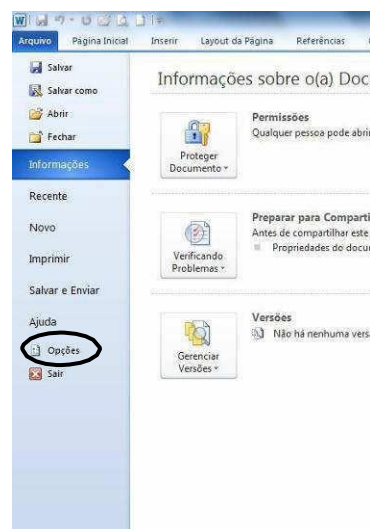 Arquivo Página Inicial Inserir Layout da Página Referências
Salvar
Salvar como
Abrir
Fechar
Informações
Recente
Novo
Imprimir
Salvar e Enviar
Ajuda
Opções
Sair
Informações sobre o(a) Doc
Permissões
Qualquer pessoa pode abri
Proteger
Documento
Preparar para Comparti
Antes de compartilhar este
Propriedades do docu
Verificando
Problemas
Versões
Não há nenhuma vers
Gerenciar
Versões